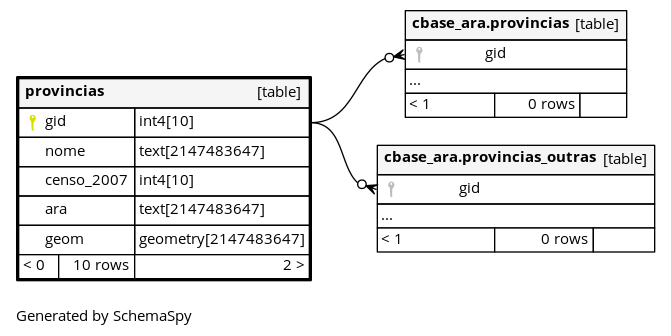 provincias [table]
gid int4[10]
nome text[2147483647]
censo_2007 int4[10]
ara text[2147483647]
geom geometry[2147483647]
< 0 10 rows 2 >
cbase_ara.provincias [table]
gid
...
< 1 0 rows
cbase_ara.provincias_outras [table]
gid
...
< 1 0 rows
Generated by SchemaSpy